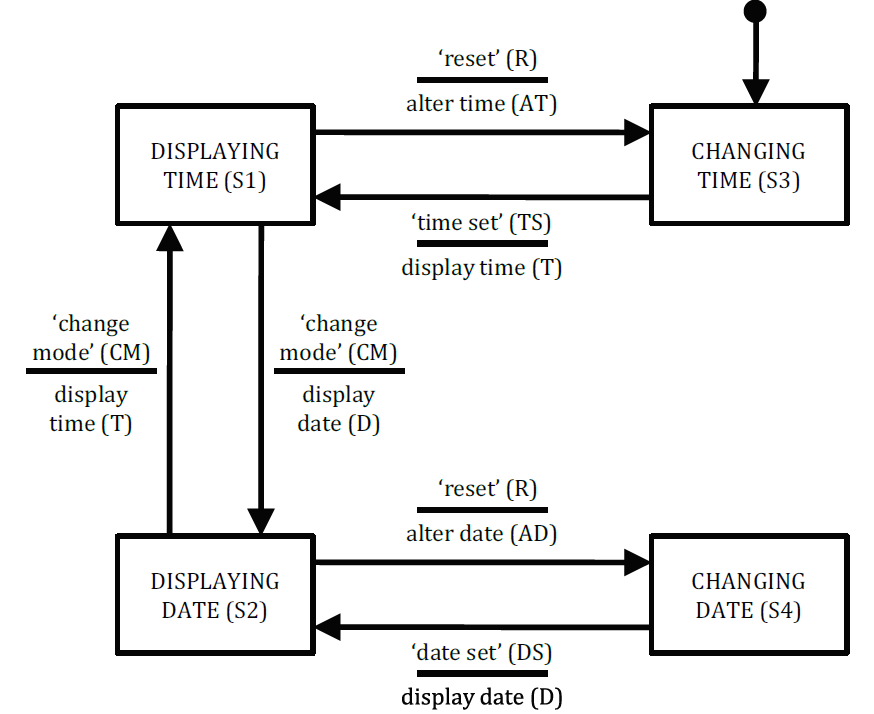 ‘reset’ (R)
alter time (AT)
DISPLAYING
TIME (S1)
CHANGING
TIME (S3)
‘time set’ (TS)
display time (T)
‘change
mode’ (CM)
display
time (T)
‘change
mode’ (CM)
display
date (D)
‘reset’ (R)
alter date (AD)
DISPLAYING
DATE (S2)
CHANGING
DATE (S4)
‘date set’ (DS)
display date (D)